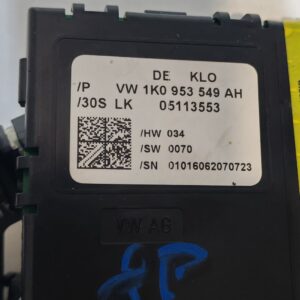 DE KLO
/P VW 1K0 953 549 AH
/30S LK 05113553
/HW 034
/SW 0070
/SN 01016062070723
VW AG